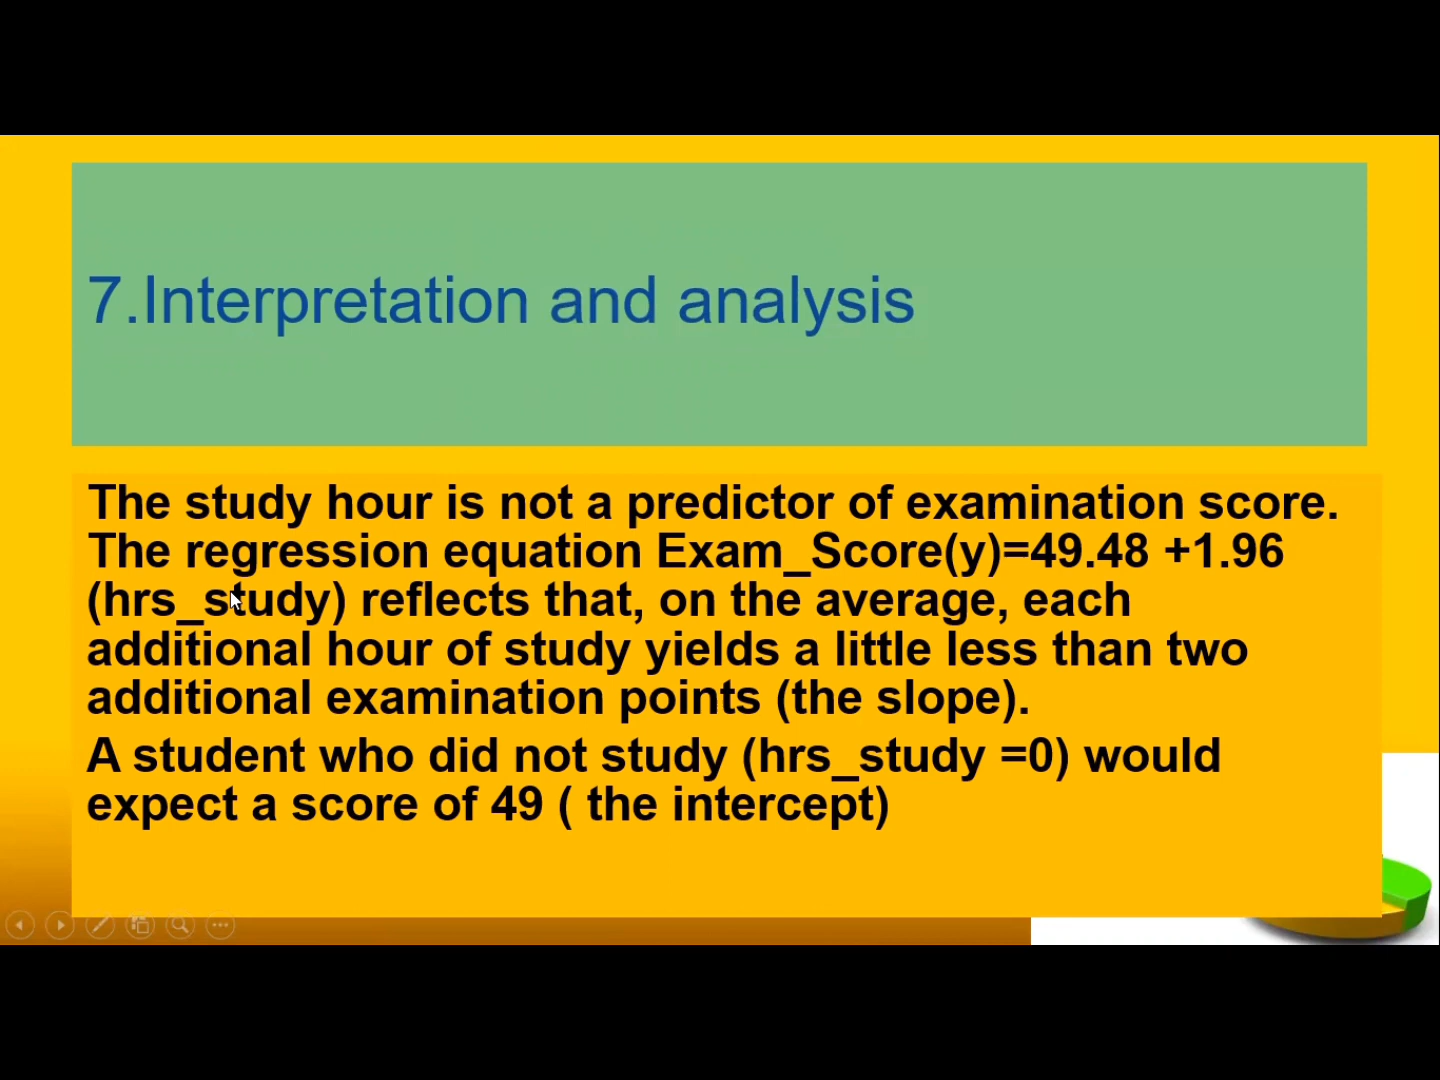 7.Interpretation and analysis
The study hour is not a predictor of examination score.
The regression equation Exam_Score(y)=49.48 +1.96
(hrs_study) reflects that, on the average, each
additional hour of study yields a little less than two
additional examination points (the slope).
A student who did not study (hrs_study =0) would
expect a score of 49 ( the intercept)